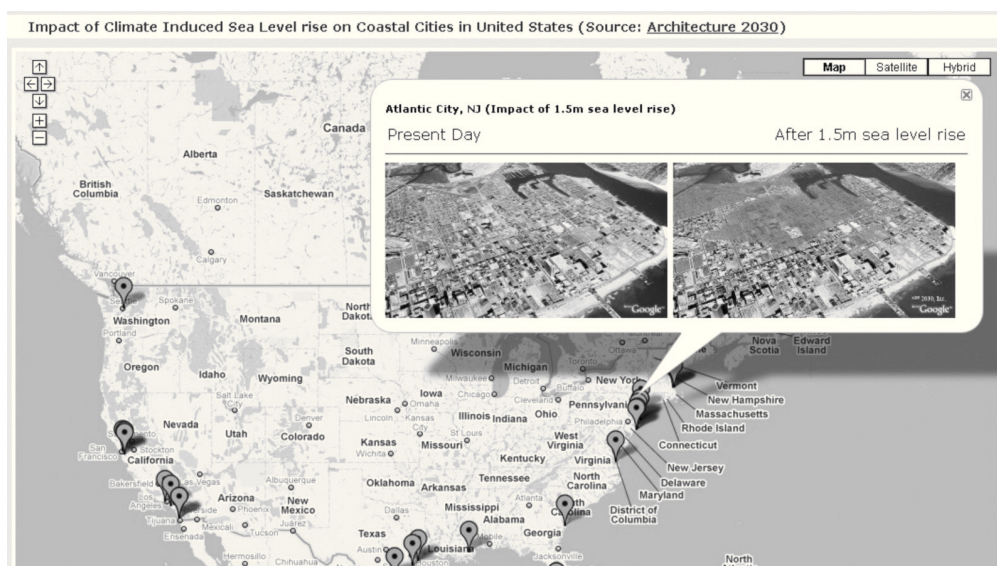 Impact of Climate Induced Sea Level rise on Coastal Cities in United States (Source: Architecture 2030)
Map Satellite Hybrid
Atlantic City, NJ (Impact of 1.5m sea level rise)
Present Day After 1.5m sea level rise
Google
2030, Inc.
Google
Canada
Alberta
British
Columbia
Edmonton
Saskatchewan
Calgary
Vancouver
Spokane
Washington
Montana
North
Portland
Minneapolis
Ottawa
Nova
Scotia
Edward
Island
Oregon
Idaho
Wyoming
South
Dakota
Wisconsin
Michigan
Toronto
Vermont
Milwaukee
Detroit
Buffalo
New York
New Hampshire
Salt Lake
City
Nebraska
Omaha
Iowa
Chicago
Cleveland
Pennsylvani
Massachusetts
Rhode Island
Nevada
Utah
Denver
Colorado
Lincoln
Kansas
City
Illinois
Indiana
Ohio
Philadelphia
Connecticut
San
Francisco
Stockton
California
Kansas
Missouri
St Louis
West
Virginia
Wichita
Kentucky
Virginia
New Jersey
Delaware
Maryland
District of
Columbia
Bakersfield
Las Vegas
Los
Angeles
Arizona
Phoenix
Albuquerque
New
Mexico
Oklahoma
Arkansas
Tennessee
North
Carolina
Tijuana
Mexicali
Ensenada
Tucson
Juárez
Dallas
Mississippi
Alabama
Atlanta
Georgia
Texas
Austin
Louisiana
Mobile
Jacksonville
Hermosillo
Chihuahua
North